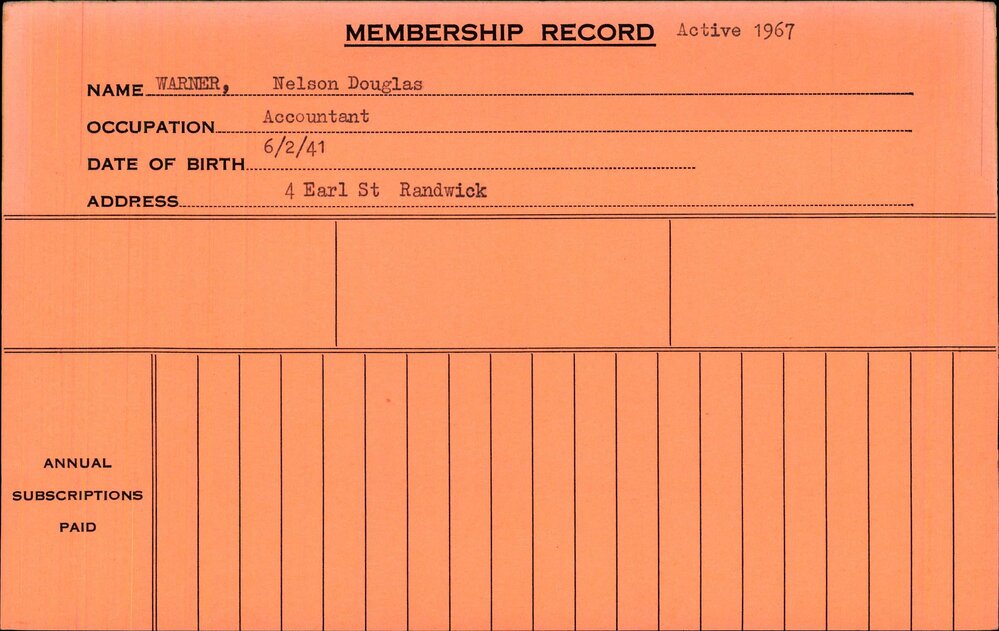 MEMBERSHIP RECORD Active 1967
NAME WARNER, Nelson Douglas
OCCUPATION Accountant
DATE OF BIRTH 6/2/41
ADDRESS 4 Earl St Randwick
ANNUAL
SUBSCRIPTIONS
PAID